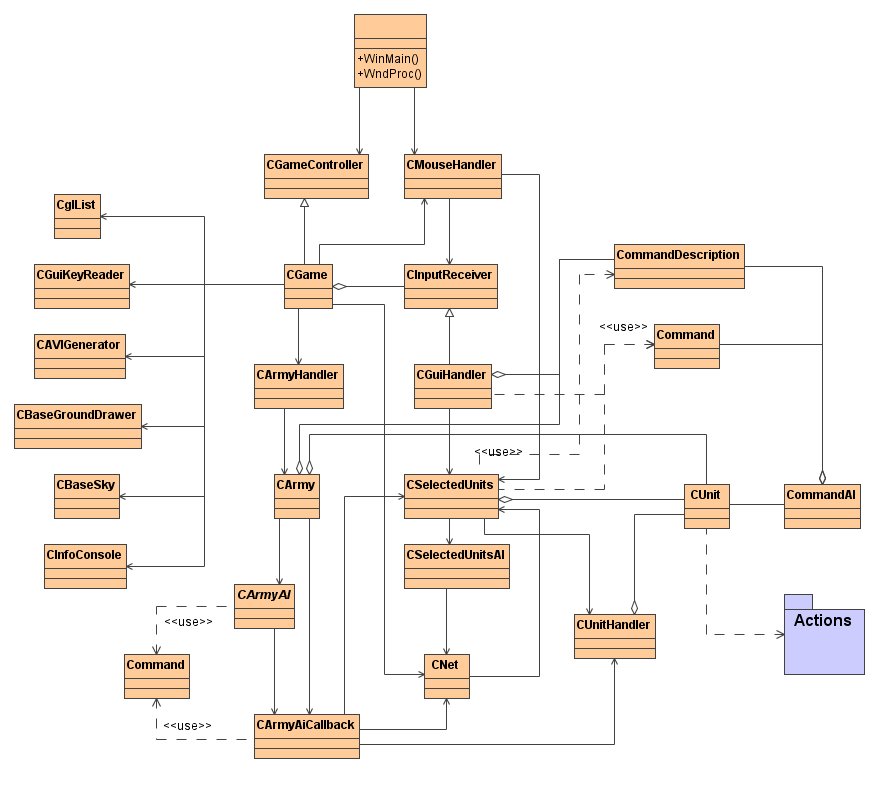 +WinMain()
+WndProc()
CGameController
CMouseHandler
CglList
CGuiKeyReader
CGame
CInputReceiver
CommandDescription
<<use>>
Command
CAVIGenerator
CArmyHandler
CGuiHandler
CBaseGroundDrawer
<<use>>
CBaseSky
CArmy
CSelectedUnits
CUnit
CommandAI
CInfoConsole
CSelectedUnitsAI
CArmyAI
<<use>>
CUnitHandler
Actions
Command
CNet
<<use>>
CArmyAiCallback